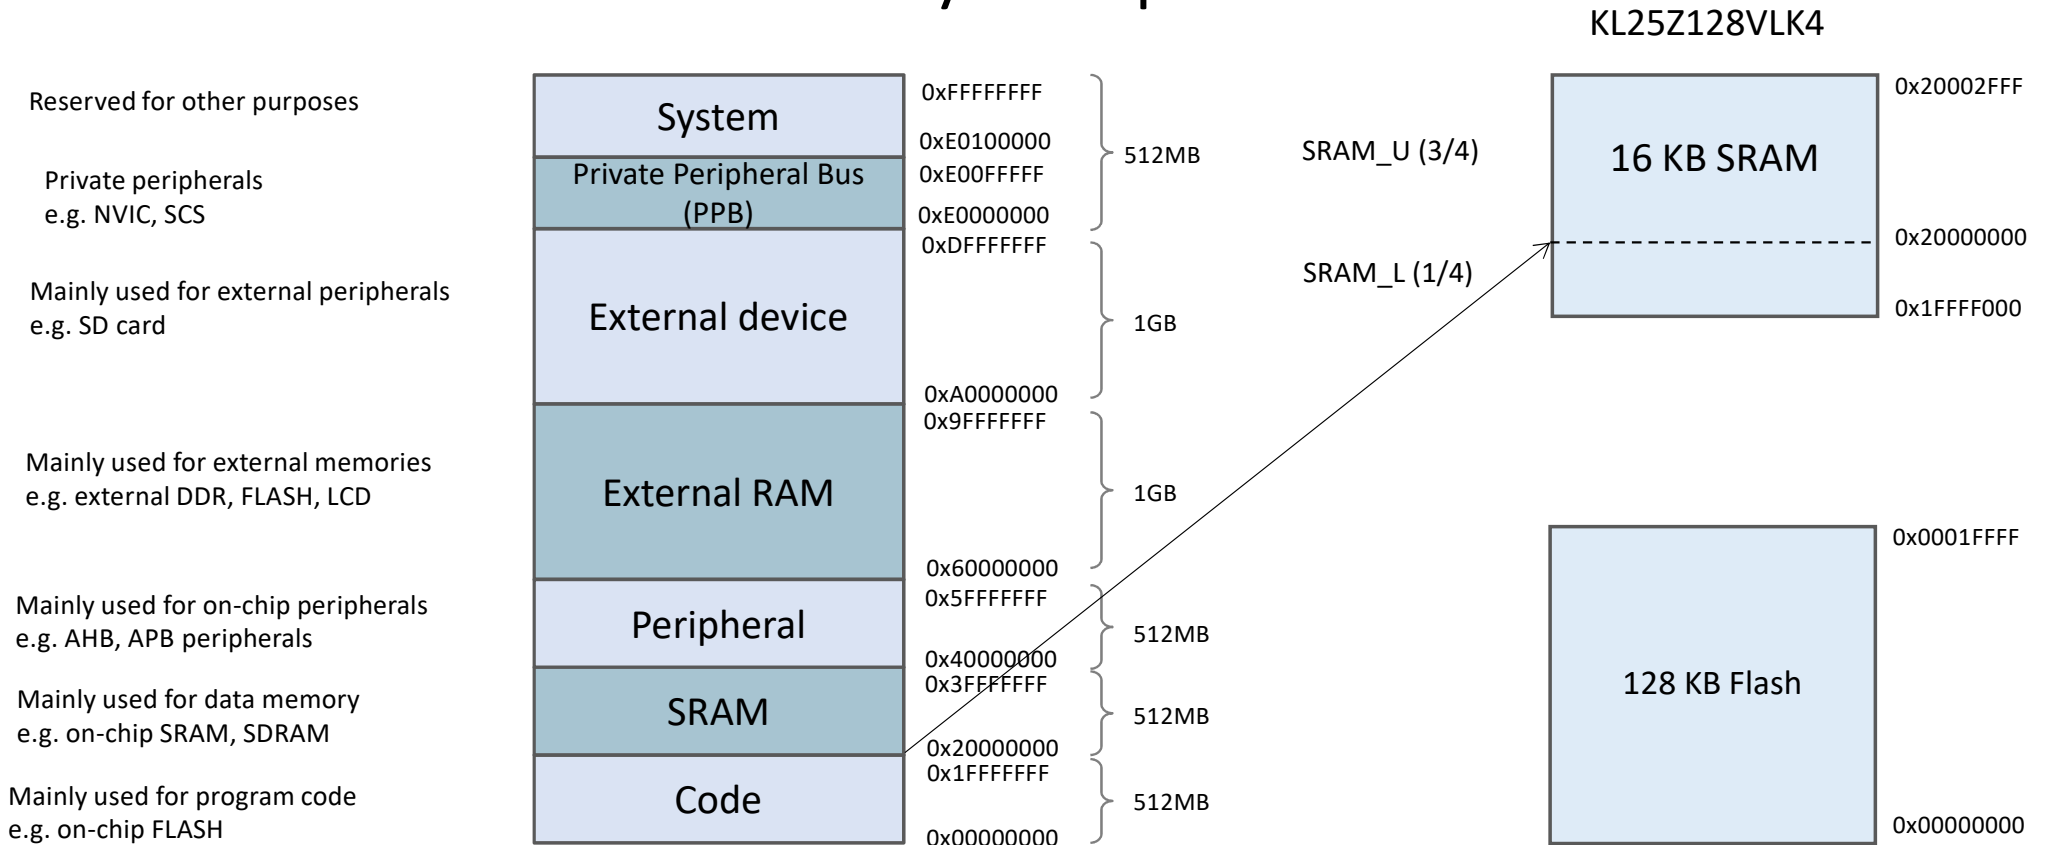 KL25Z128VLK4
Reserved for other purposes
Private peripherals
e.g. NVIC, SCS
Mainly used for external peripherals
e.g. SD card
Mainly used for external memories
e.g. external DDR, FLASH, LCD
Mainly used for on-chip peripherals
e.g. AHB, APB peripherals
Mainly used for data memory
e.g. on-chip SRAM, SDRAM
Mainly used for program code
e.g. on-chip FLASH
System
Private Peripheral Bus
(PPB)
External device
External RAM
Peripheral
SRAM
Code
0xFFFFFFFF
0xE0100000
0xE00FFFFF
0xE0000000
0xDFFFFFFF
0xA0000000
0x9FFFFFFF
0x60000000
0x5FFFFFFF
0x40000000
0x3FFFFFFF
0x20000000
0x1FFFFFFF
0x00000000
512MB
1GB
1GB
512MB
512MB
512MB
SRAM_U (3/4)
SRAM_L (1/4)
16 KB SRAM
0x20002FFF
0x20000000
0x1FFFF000
128 KB Flash
0x0001FFFF
0x00000000